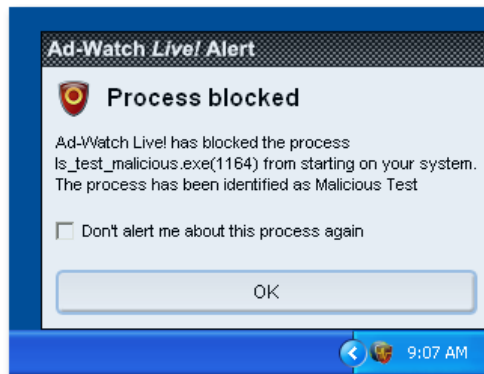 Ad-Watch Live! Alert
Process blocked
Ad-Watch Live! has blocked the process
ls_test_malicious.exe(1164) from starting on your system.
The process has been identified as Malicious Test
Don't alert me about this process again
OK
9:07 AM